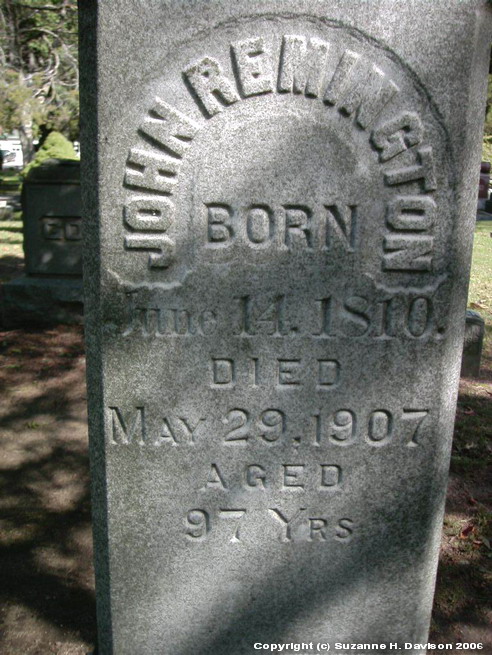 JOHN REMINGTON
BORN
June 14. 1810.
DIED
MAY 29, 1907
AGED
97 YRS
Copyright (c) Suzanne H. Davison 2006